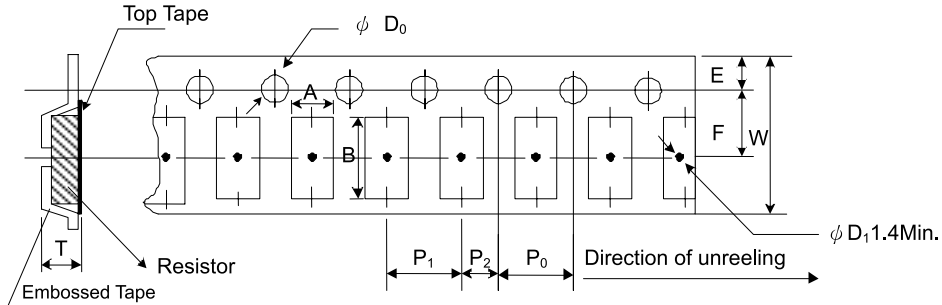 Top Tape
ϕ D₀
E
A
F
W
B
T
Resistor
Embossed Tape
P₁
P₂
P₀
Direction of unreeling
ϕ D₁1.4Min.